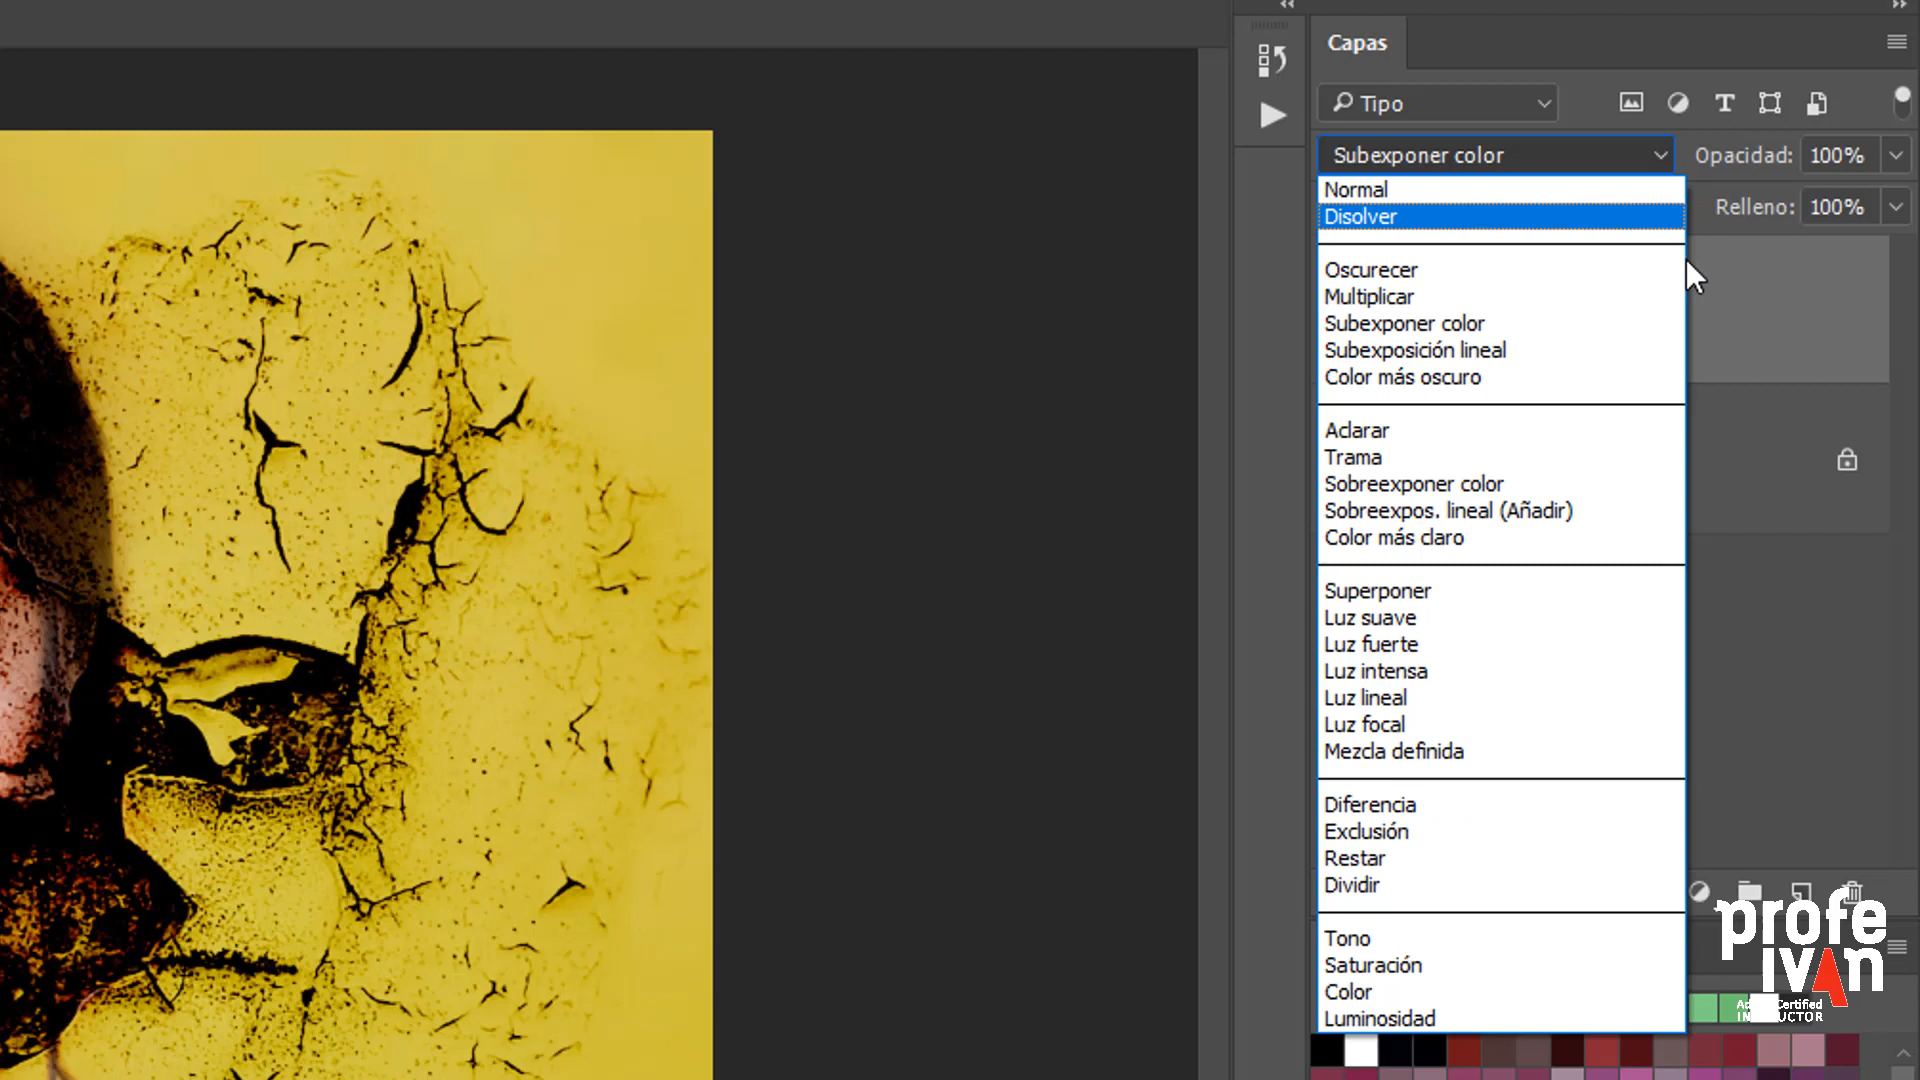 Capas
Tipo
Subexponer color
Opacidad: 100%
Normal
Disolver
Relleno: 100%
Oscurecer
Multiplicar
Subexponer color
Subexposición lineal
Color más oscuro
Aclarar
Trama
Sobreexponer color
Sobreexpos. lineal (Añadir)
Color más claro
Superponer
Luz suave
Luz fuerte
Luz intensa
Luz lineal
Luz focal
Mezcla definida
Diferencia
Exclusión
Restar
Dividir
Tono
Saturación
Color
Luminosidad
profe
ivan
Certified